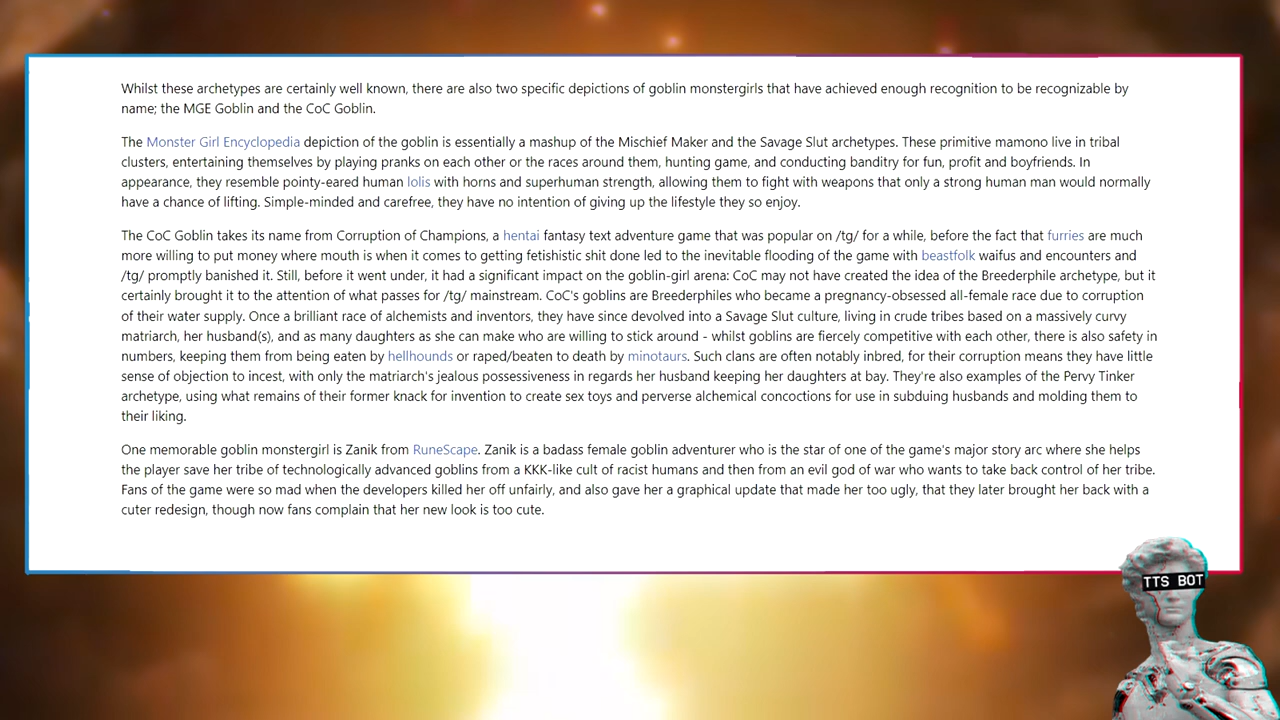 Whilst these archetypes are certainly well known, there are also two specific depictions of goblin monstergirls that have achieved enough recognition to be recognizable by
name; the MGE Goblin and the CoC Goblin.
The Monster Girl Encyclopedia depiction of the goblin is essentially a mashup of the Mischief Maker and the Savage Slut archetypes. These primitive mamono live in tribal
clusters, entertaining themselves by playing pranks on each other or the races around them, hunting game, and conducting banditry for fun, profit and boyfriends. In
appearance, they resemble pointy-eared human lolis with horns and superhuman strength, allowing them to fight with weapons that only a strong human man would normally
have a chance of lifting. Simple-minded and carefree, they have no intention of giving up the lifestyle they so enjoy.
The CoC Goblin takes its name from Corruption of Champions, a hentai fantasy text adventure game that was popular on /tg/ for a while, before the fact that furries are much
more willing to put money where mouth is when it comes to getting fetishistic shit done led to the inevitable flooding of the game with beastfolk waifus and encounters and
/tg/ promptly banished it. Still, before it went under, it had a significant impact on the goblin-girl arena: CoC may not have created the idea of the Breederphile archetype, but it
certainly brought it to the attention of what passes for /tg/ mainstream. CoC's goblins are Breederphiles who became a pregnancy-obsessed all-female race due to corruption
of their water supply. Once a brilliant race of alchemists and inventors, they have since devolved into a Savage Slut culture, living in crude tribes based on a massively curvy
matriarch, her husband(s), and as many daughters as she can make who are willing to stick around - whilst goblins are fiercely competitive with each other, there is also safety in
numbers, keeping them from being eaten by hellhounds or raped/beaten to death by minotaurs. Such clans are often notably inbred, for their corruption means they have little
sense of objection to incest, with only the matriarch's jealous possessiveness in regards her husband keeping her daughters at bay. They're also examples of the Pervy Tinker
archetype, using what remains of their former knack for invention to create sex toys and perverse alchemical concoctions for use in subduing husbands and molding them to
their liking.
One memorable goblin monstergirl is Zanik from RuneScape. Zanik is a badass female goblin adventurer who is the star of one of the game's major story arc where she helps
the player save her tribe of technologically advanced goblins from a KKK-like cult of racist humans and then from an evil god of war who wants to take back control of her tribe.
Fans of the game were so mad when the developers killed her off unfairly, and also gave her a graphical update that made her too ugly, that they later brought her back with a
cuter redesign, though now fans complain that her new look is too cute.
TTS BOT